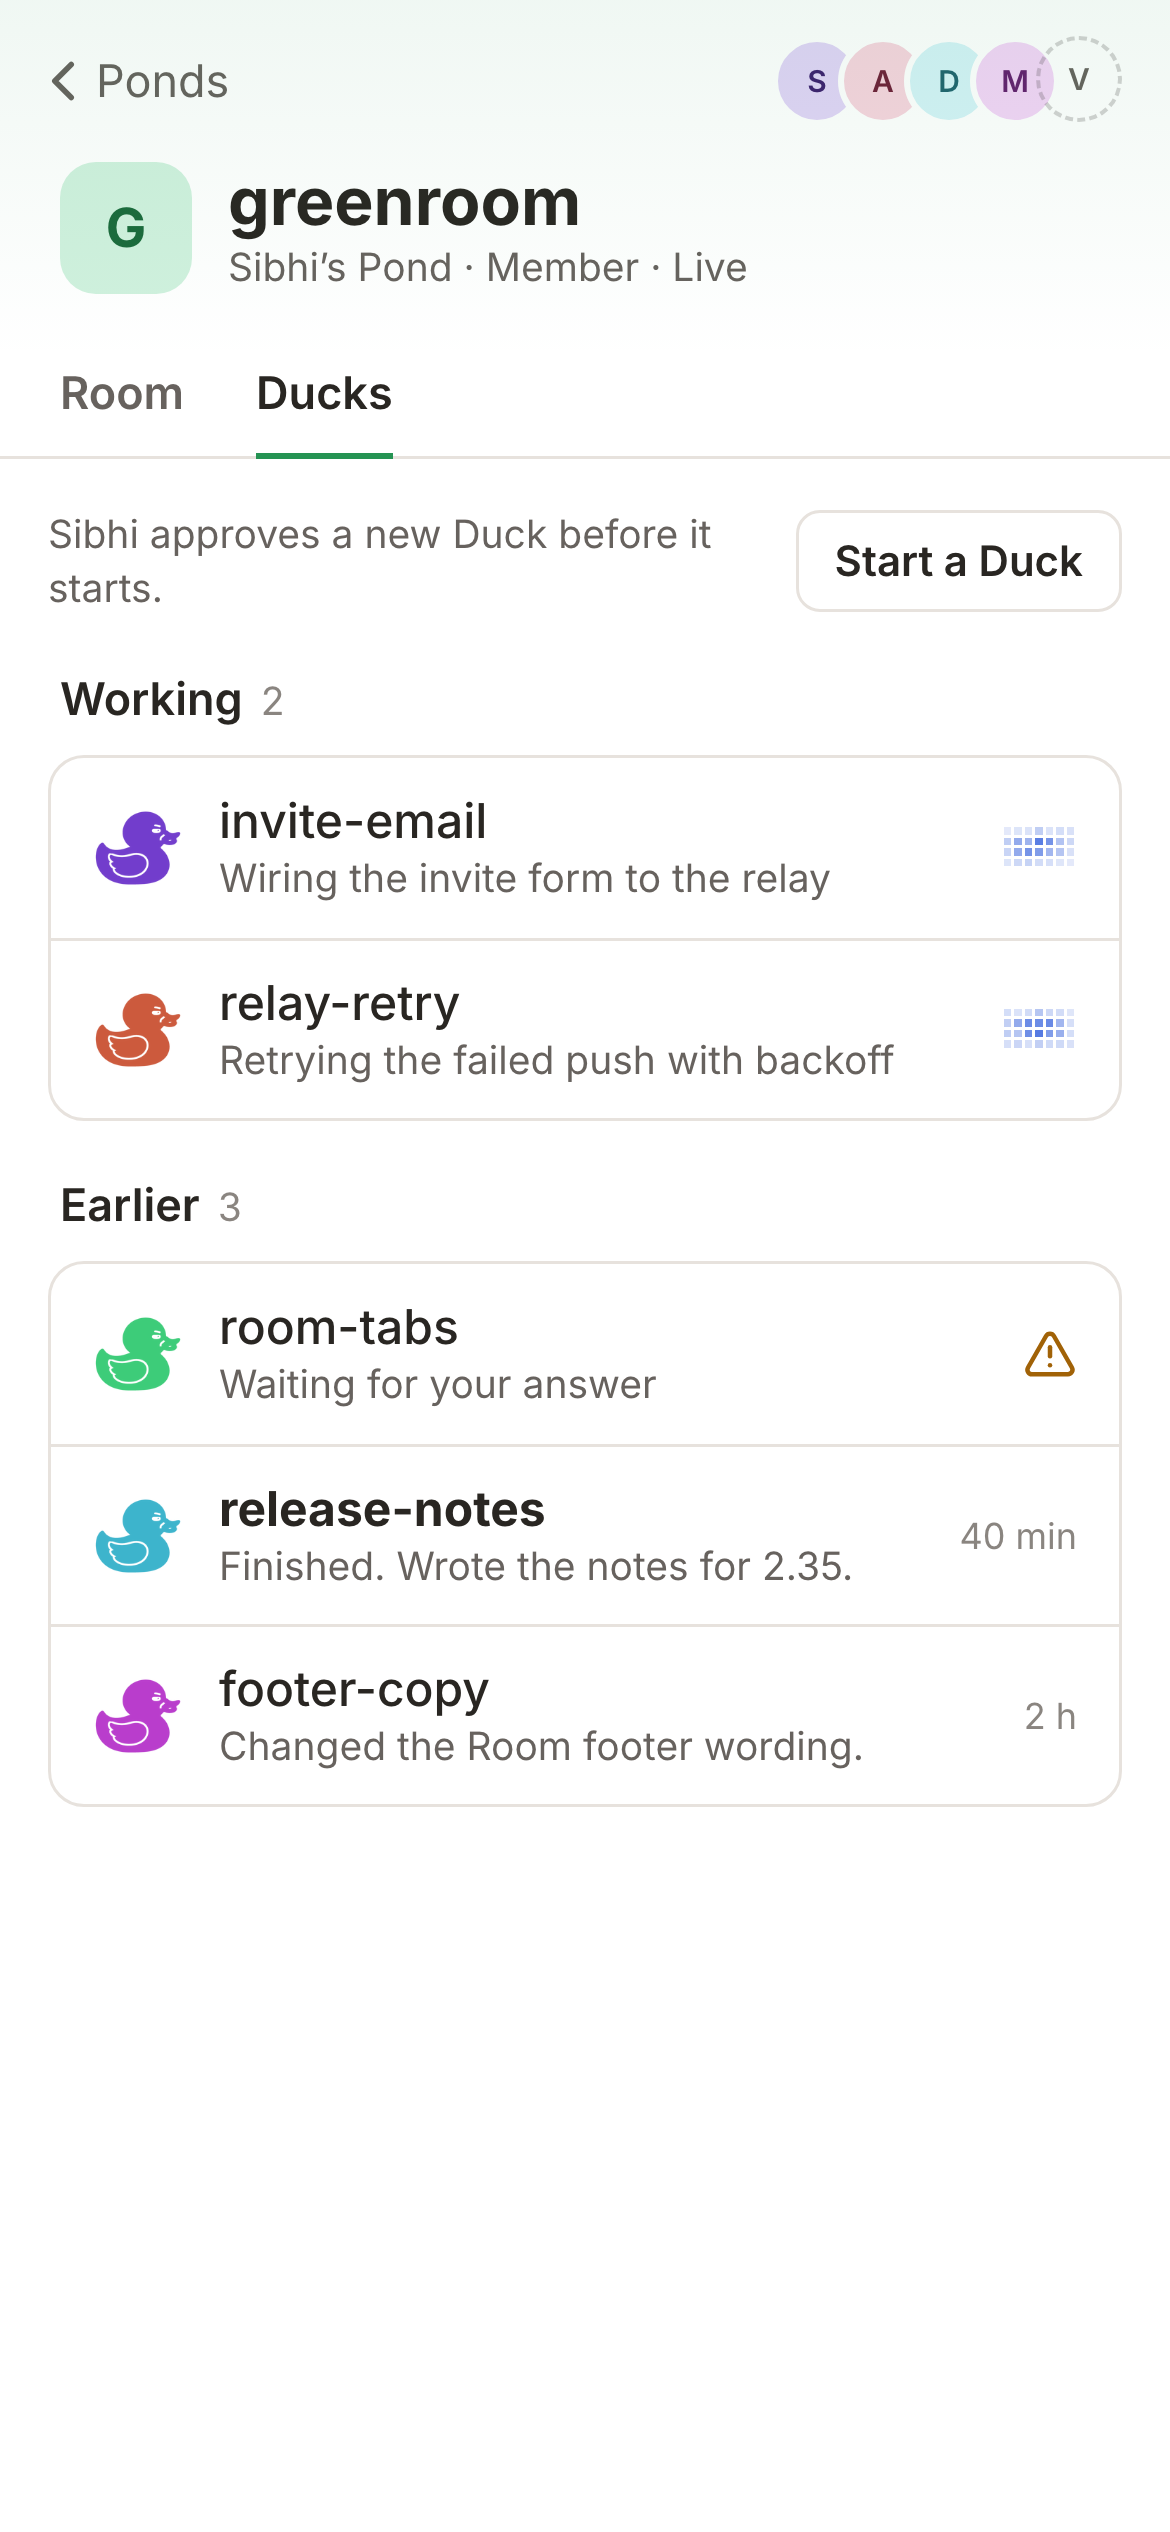 Ponds
S A D M V
G
greenroom
Sibhi’s Pond · Member · Live
Room Ducks
Sibhi approves a new Duck before it
starts.
Start a Duck
Working 2
invite-email
Wiring the invite form to the relay
relay-retry
Retrying the failed push with backoff
Earlier 3
room-tabs
Waiting for your answer
release-notes
Finished. Wrote the notes for 2.35.
40 min
footer-copy
Changed the Room footer wording.
2 h